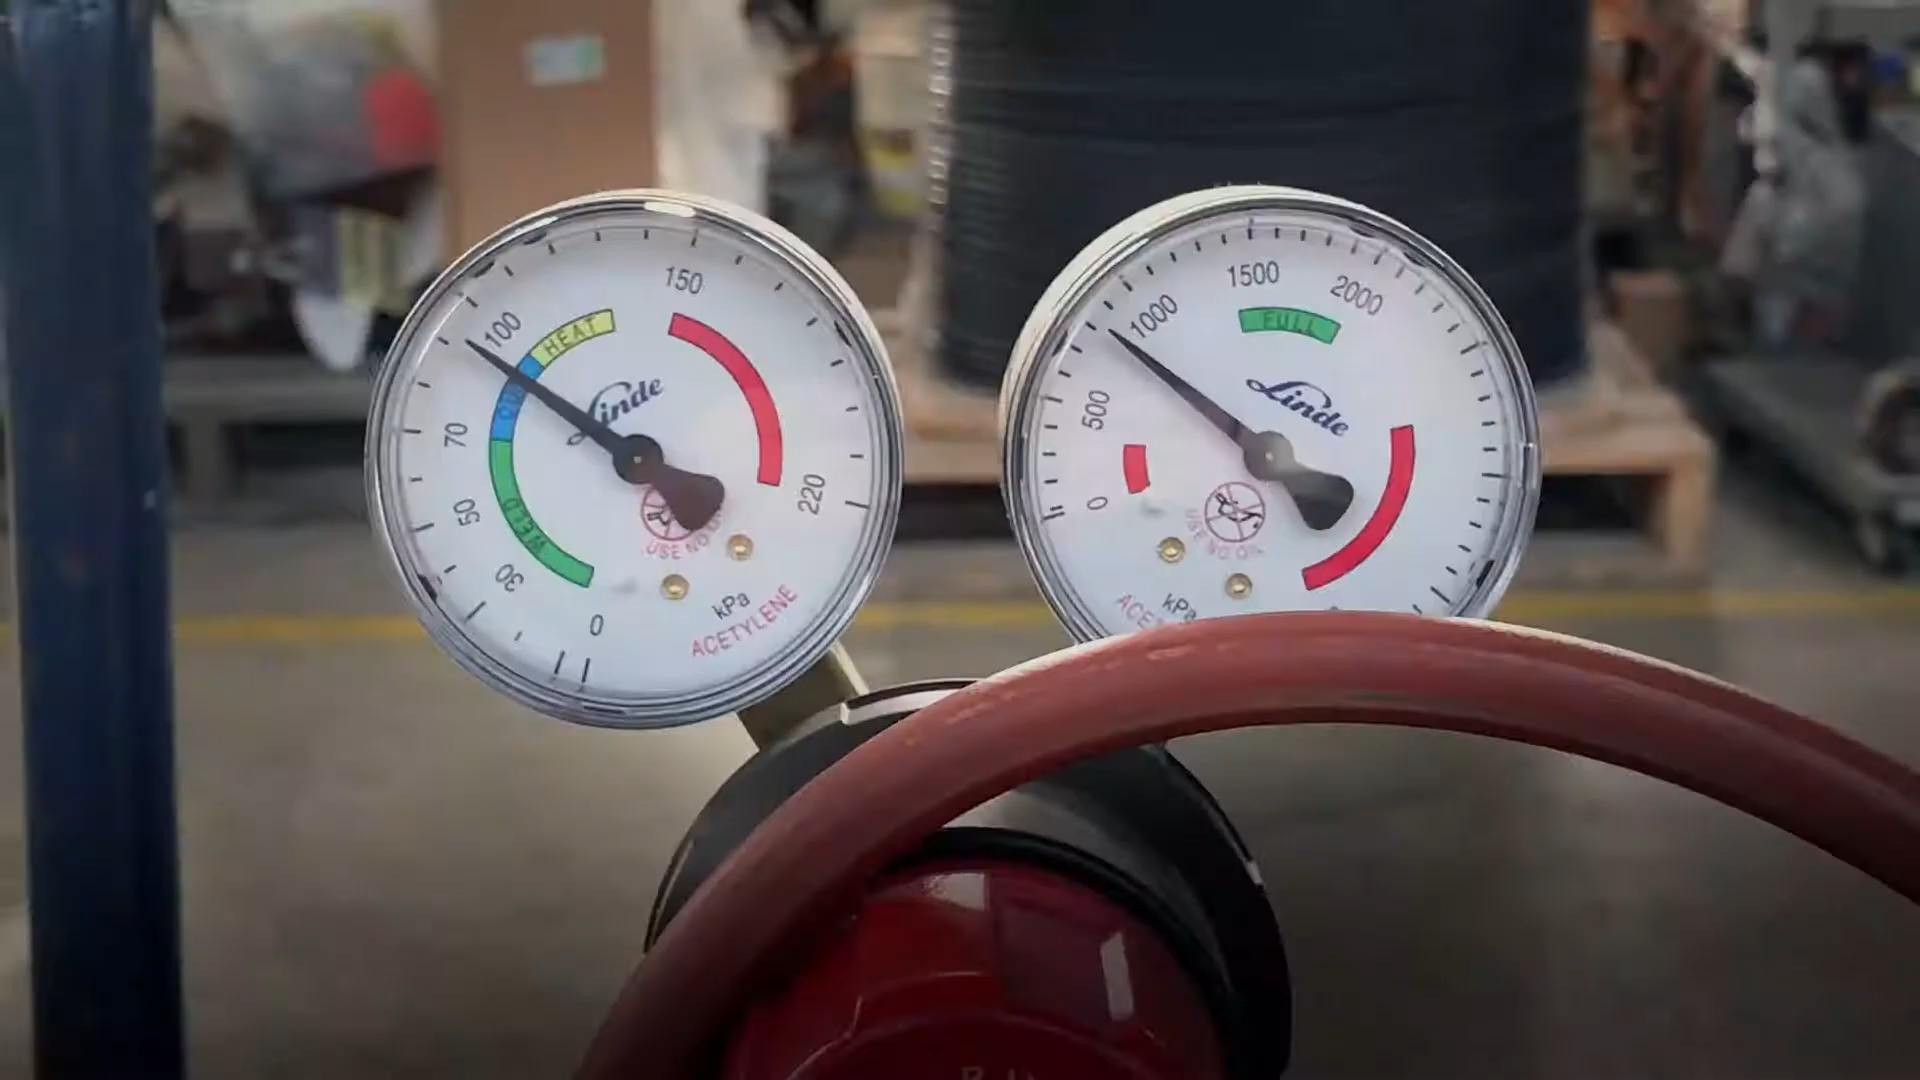 150
100
HEAT
Linde
70
50
WELD
30
0
220
USE NO
kPa
ACETYLENE
1500
2000
1000
FULL
Linde
500
0
USE NO OIL
kPa